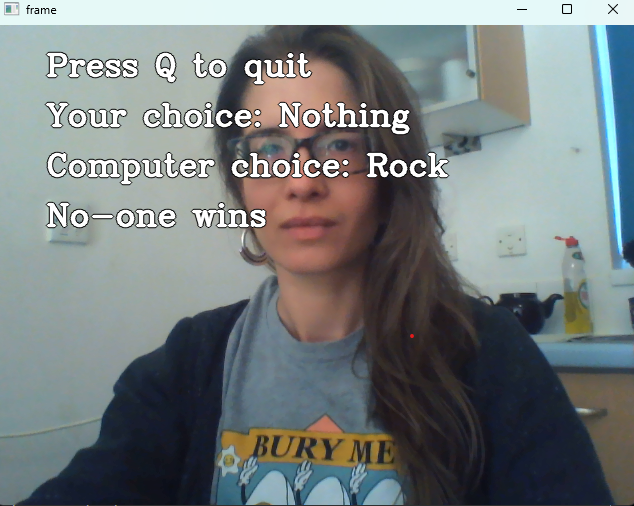 frame
Press Q to quit
Your choice: Nothing
Computer choice: Rock
No-one wins
BURY ME